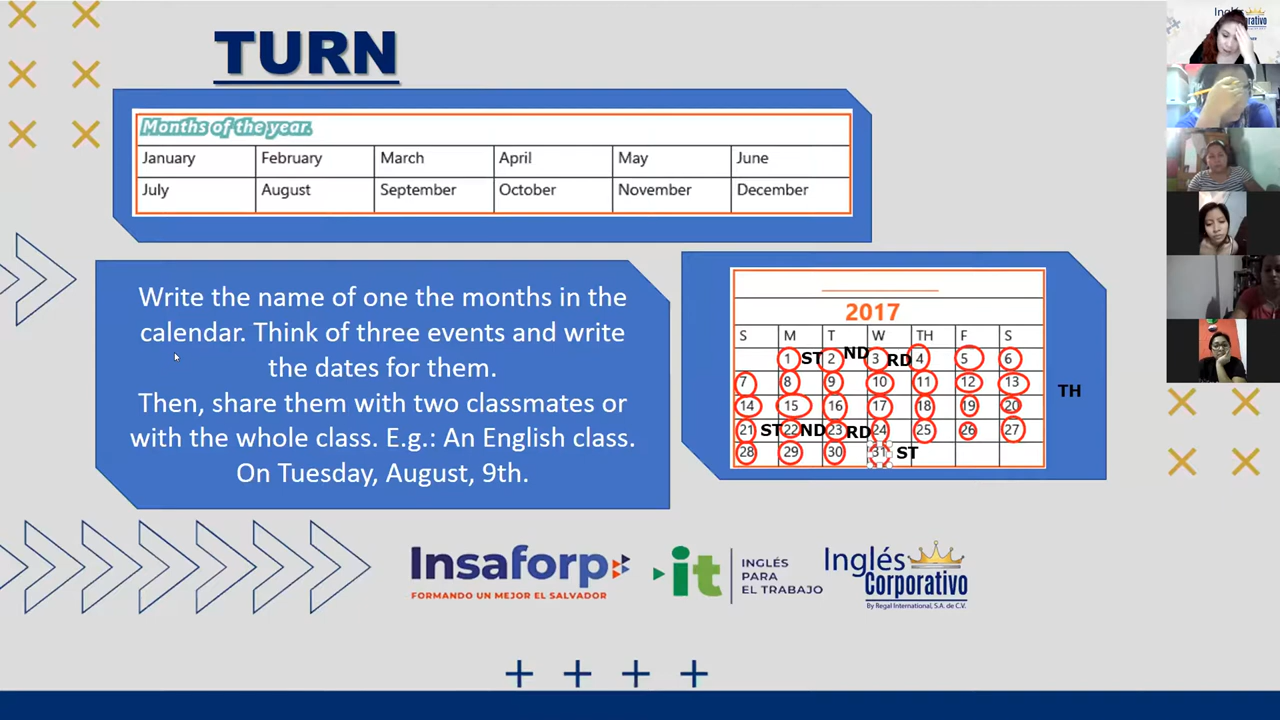 TURN
Months of the year.
January February March April May June
July August September October November December
Write the name of one the months in the
calendar. Think of three events and write
the dates for them.
Then, share them with two classmates or
with the whole class. E.g.: An English class.
On Tuesday, August, 9th.
2017
S M T W TH F S
1 ST 2 ND 3 RD 4 5 6
7 8 9 10 11 12 13
TH
14 15 16 17 18 19 20
21 ST 22 ND 23 RD 24 25 26 27
28 29 30 31 ST
Insaforp
FORMANDO UN MEJOR EL SALVADOR
it
INGLÉS
PARA
EL TRABAJO
Inglés
Corporativo
By Regal International, S.A. de C.V.